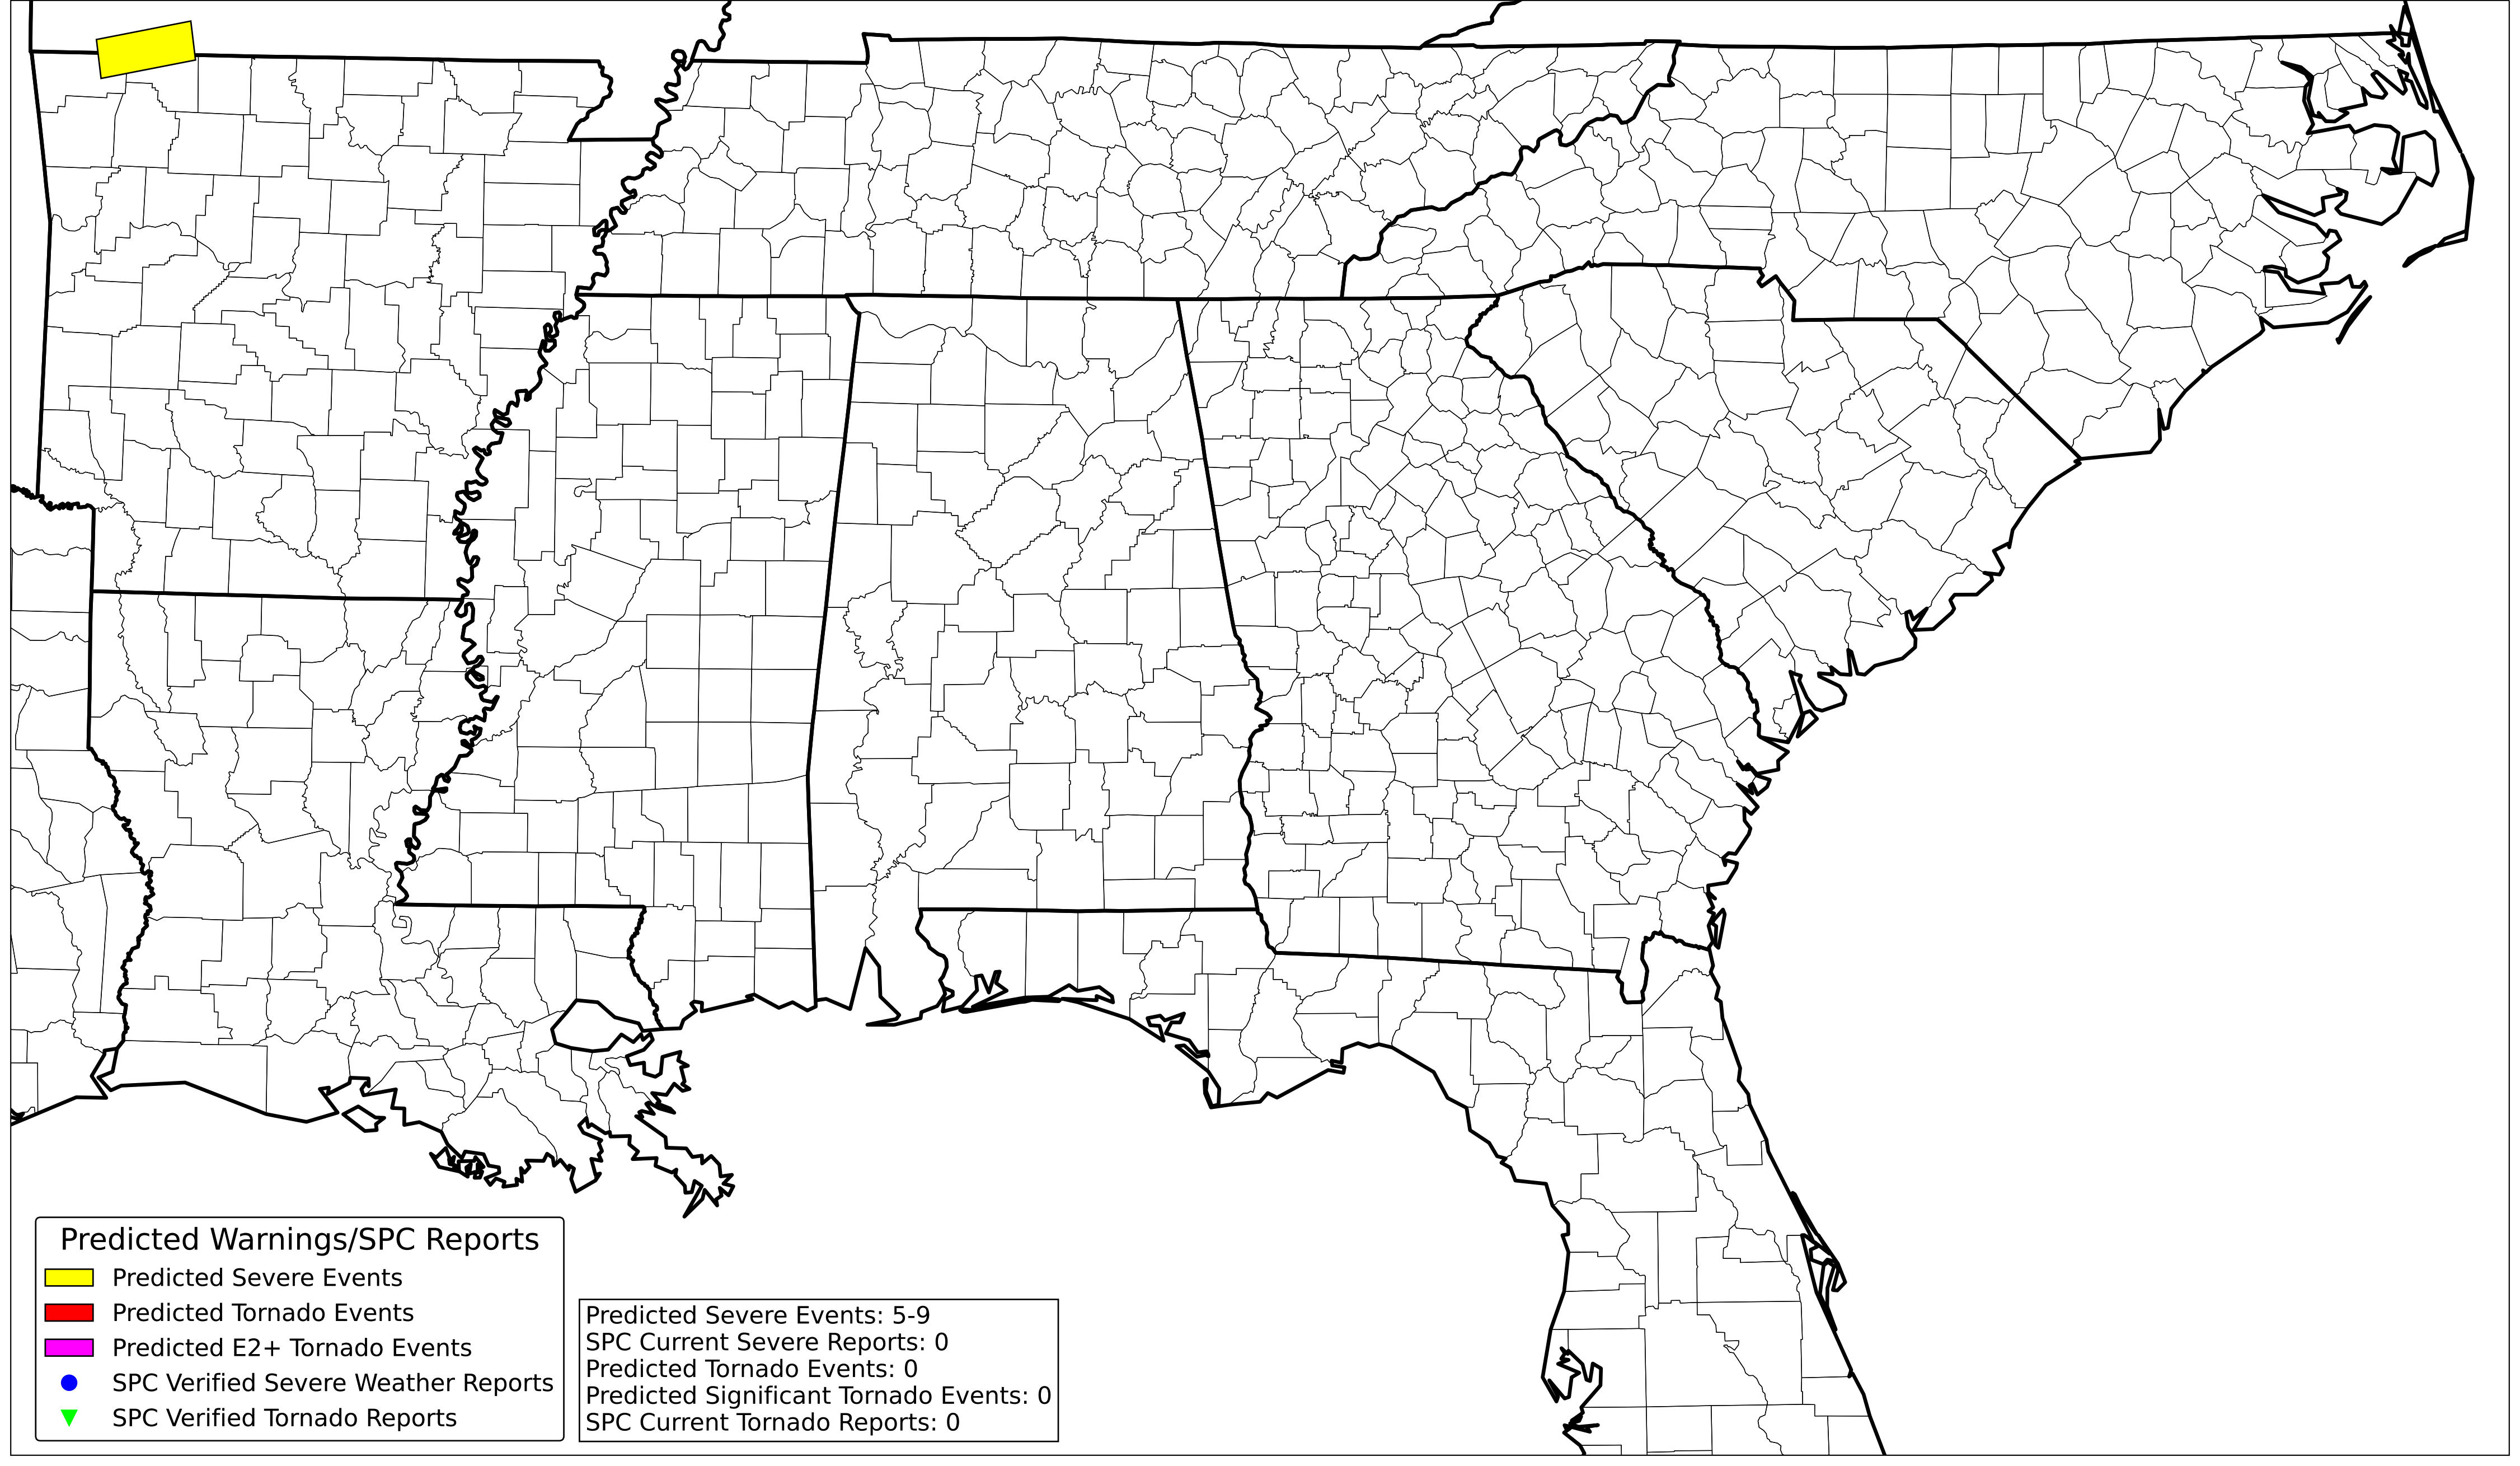 Predicted Warnings/SPC Reports
Predicted Severe Events
Predicted Tornado Events
Predicted E2+ Tornado Events
SPC Verified Severe Weather Reports
SPC Verified Tornado Reports
Predicted Severe Events: 5-9
SPC Current Severe Reports: 0
Predicted Tornado Events: 0
Predicted Significant Tornado Events: 0
SPC Current Tornado Reports: 0